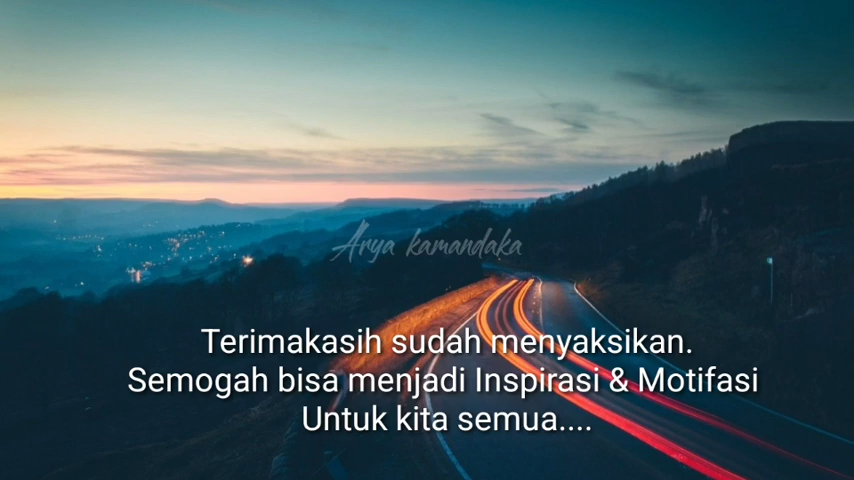 Arya kamandaka
Terimakasih sudah menyaksikan.
Semogah bisa menjadi Inspirasi & Motifasi
Untuk kita semua....